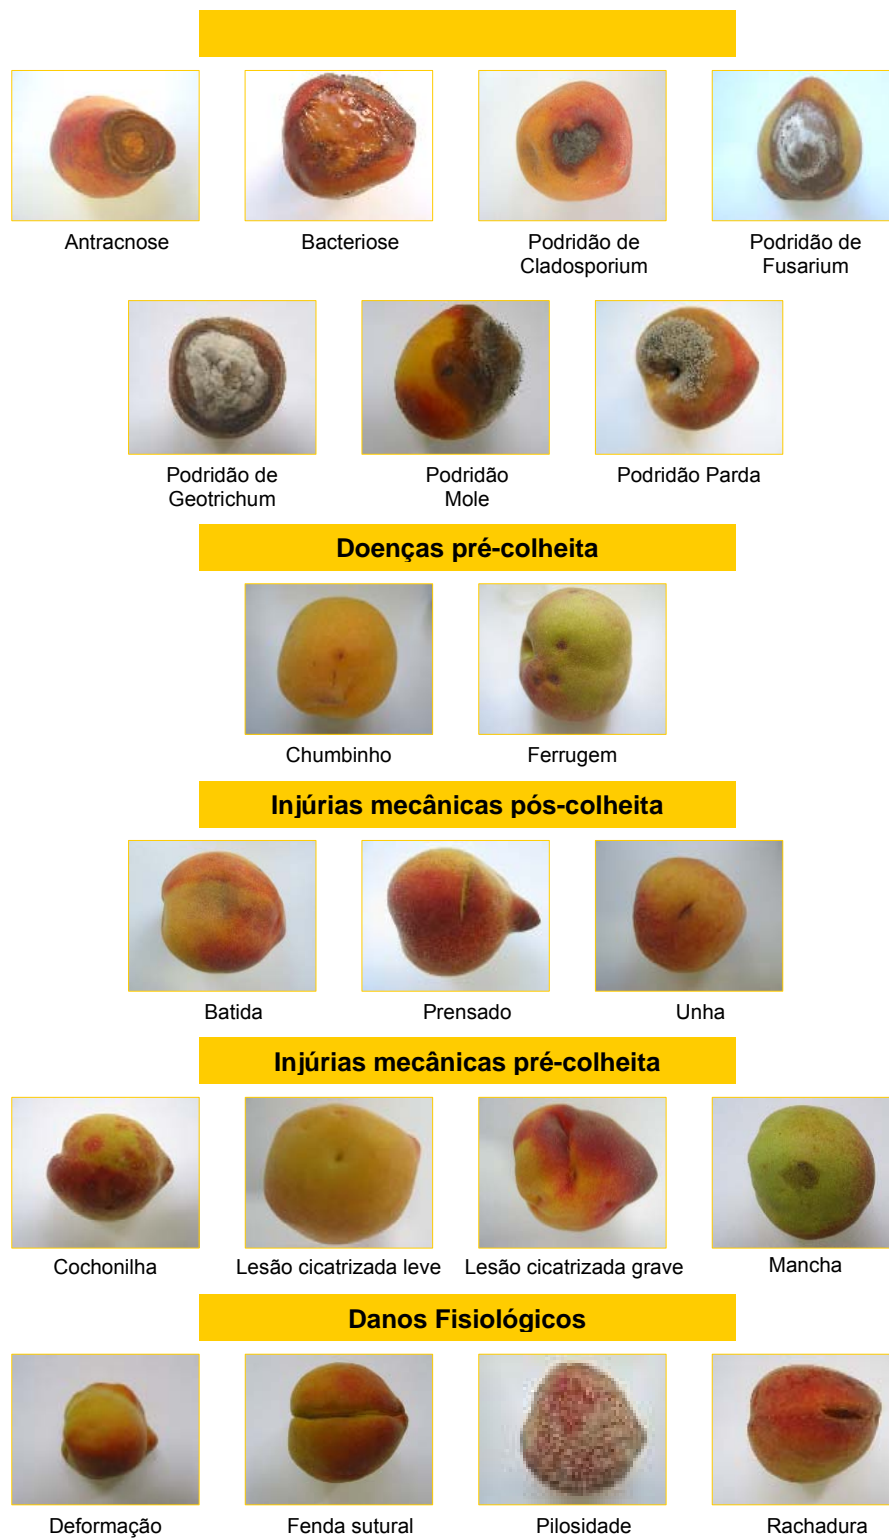 Antracnose
Bacteriose
Podridão de
Cladosporium
Podridão de
Fusarium
Podridão de
Geotrichum
Podridão
Mole
Podridão Parda
Doenças pré-colheita
Chumbinho
Ferrugem
Injúrias mecânicas pós-colheita
Batida
Prensado
Unha
Injúrias mecânicas pré-colheita
Cochonilha
Lesão cicatrizada leve
Lesão cicatrizada grave
Mancha
Danos Fisiológicos
Deformação
Fenda sutural
Pilosidade
Rachadura